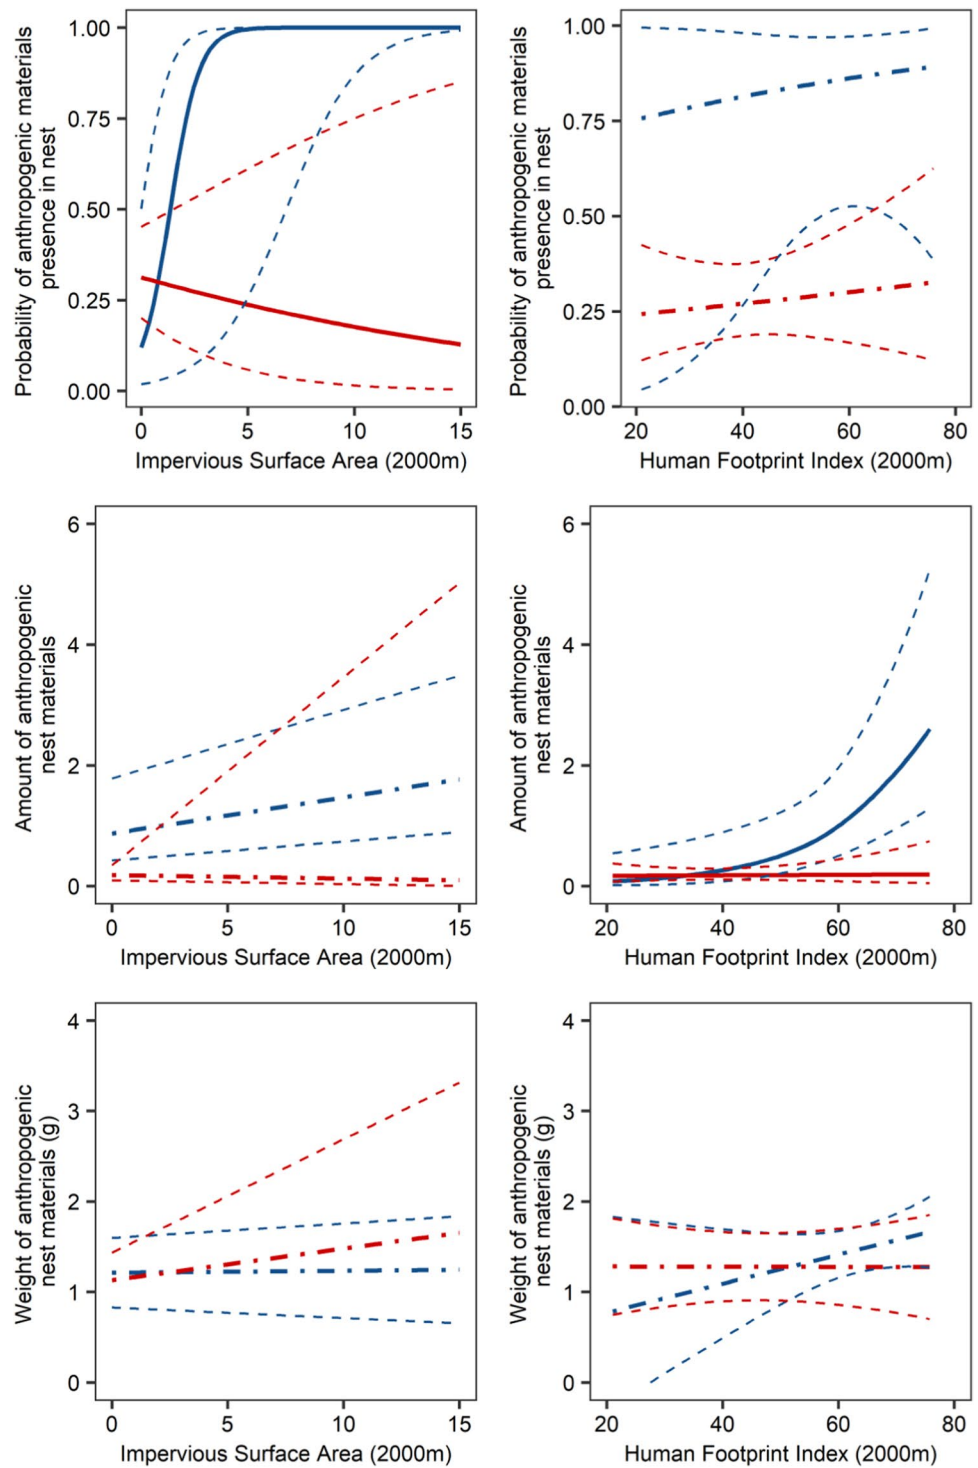 Probability of anthropogenic materials
presence in nest
1.00
0.75
0.50
0.25
0.00
0 5 10 15
Impervious Surface Area (2000m)
Probability of anthropogenic materials
presence in nest
1.00
0.75
0.50
0.25
0.00
20 40 60 80
Human Footprint Index (2000m)
Amount of anthropogenic
nest materials
6
4
2
0
0 5 10 15
Impervious Surface Area (2000m)
Amount of anthropogenic
nest materials
6
4
2
0
20 40 60 80
Human Footprint Index (2000m)
Weight of anthropogenic
nest materials (g)
4
3
2
1
0
0 5 10 15
Impervious Surface Area (2000m)
Weight of anthropogenic
nest materials (g)
4
3
2
1
0
20 40 60 80
Human Footprint Index (2000m)